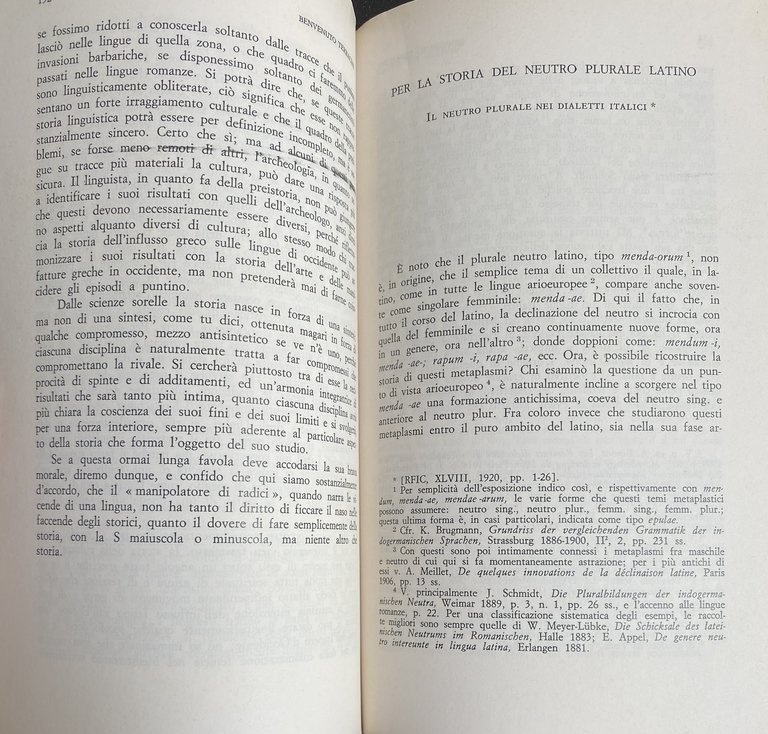 192
BENVENUTO
se fossimo ridotti a conoscerla soltanto dalle tracce che il
lasciò nelle lingue di quella zona, o che quadro ci faremmo delle
invasioni barbariche, se disponessimo soltanto dei
passati nelle lingue romanze. Si potrà dire che, se queste
sono linguisticamente obliterate, ciò significa che esse non
sentano un forte irraggiamento culturale e che il quadro della
storia linguistica potrà essere per definizione incompleto, ma
stanzialmente sincero. Certo che sì; ma ad alcuni di
blemi, se forse meno remoti di altri, l'archeologia, in quanto
gue su tracce più materiali la cultura, può dare una risposta
sicura. Il linguista, in quanto fa della preistoria, non può
a identificare i suoi risultati con quelli dell'archeologo, anzi
che questi devono necessariamente essere diversi, perché
no aspetti alquanto diversi di cultura; allo stesso modo chi
cia la storia dell'influsso greco sulle lingue di occidente può
monizzare i suoi risultati con la storia dell'arte e delle
fatture greche in occidente, ma non pretenderà mai di farne
cidere gli episodi a puntino.
Dalle scienze sorelle la storia nasce in forza di una sintesi,
ma non di una sintesi, come tu dici, ottenuta magari in forza di
qualche compromesso, mezzo antisintetico se ve n'è uno, perché
ciascuna disciplina è naturalmente tratta a far compromessi che
compromettano la rivale. Si cercherà piuttosto tra di esse la
procità di spinte e di additamenti, ed un'armonia integratrice di
risultati che sarà tanto più intima, quanto ciascuna disciplina avrà
più chiara la coscienza dei suoi fini e dei suoi limiti e si svolgerà,
per una forza interiore, sempre più aderente al particolare aspet-
to della storia che forma l'oggetto del suo studio.
Se a questa ormai lunga favola deve accodarsi la sua brava
morale, diremo dunque, e confido che qui siamo sostanzialmente
d'accordo, che il « manipolatore di radici », quando narra le vi-
cende di una lingua, non ha tanto il diritto di ficcare il naso nelle
faccende degli storici, quanto il dovere di fare semplicemente della
storia, con la S maiuscola o minuscola, ma niente altro che
storia.
PER LA STORIA DEL NEUTRO PLURALE LATINO
IL NEUTRO PLURALE NEI DIALETTI ITALICI *
È noto che il plurale neutro latino, tipo menda-orum ¹, non
è, in origine, che il semplice tema di un collettivo il quale, in la-
tino, come in tutte le lingue arioeuropee ², compare anche soven-
te come singolare femminile: menda -ae. Di qui il fatto che, in
tutto il corso del latino, la declinazione del neutro si incrocia con
quella del femminile e si creano continuamente nuove forme, ora
in un genere, ora nell'altro ³; donde doppioni come: mendum -i,
menda -ae-; rapum -i, rapa -ae, ecc. Ora, è possibile ricostruire la
storia di questi metaplasmi? Chi esaminò la questione da un pun-
to di vista arioeuropeo ⁴, è naturalmente incline a scorgere nel tipo
menda -ae una formazione antichissima, coeva del neutro sing. e
anteriore al neutro plur. Fra coloro invece che studiarono questi
metaplasmi entro il puro ambito del latino, sia nella sua fase ar-
* [RFIC, XLVIII, 1920, pp. 1-26].
¹ Per semplicità dell'esposizione indico così, e rispettivamente con men-
dum, menda -ae, mendae -arum, le varie forme che questi temi metaplastici
possono assumere: neutro sing., neutro plur., femm. sing., femm. plur.;
questa ultima forma è, in casi particolari, indicata come tipo epulae.
² Cfr. K. Brugmann, Grundriss der vergleichenden Grammatik der in-
dogermanischen Sprachen, Strassburg 1886-1900, II², 2, pp. 231 ss.
³ Con questi sono poi intimamente connessi i metaplasmi fra maschile
e neutro di cui qui si fa momentaneamente astrazione; per i più antichi di
essi v. A. Meillet, De quelques innovations de la déclinaison latine, Paris
1906, pp. 13 ss.
⁴ V. principalmente J. Schmidt, Die Pluralbildungen der indogerma-
nischen Neutra, Weimar 1889, p. 3, n. 1, pp. 26 ss., e l'accenno alle lingue
romanze, p. 22. Per una classificazione sistematica degli esempi, le raccol-
te migliori sono sempre quelle di W. Meyer-Lübke, Die Schicksale des latei-
nischen Neutrums im Romanischen, Halle 1883; E. Appel, De genere neu-
tro intereunte in lingua latina, Erlangen 1881.